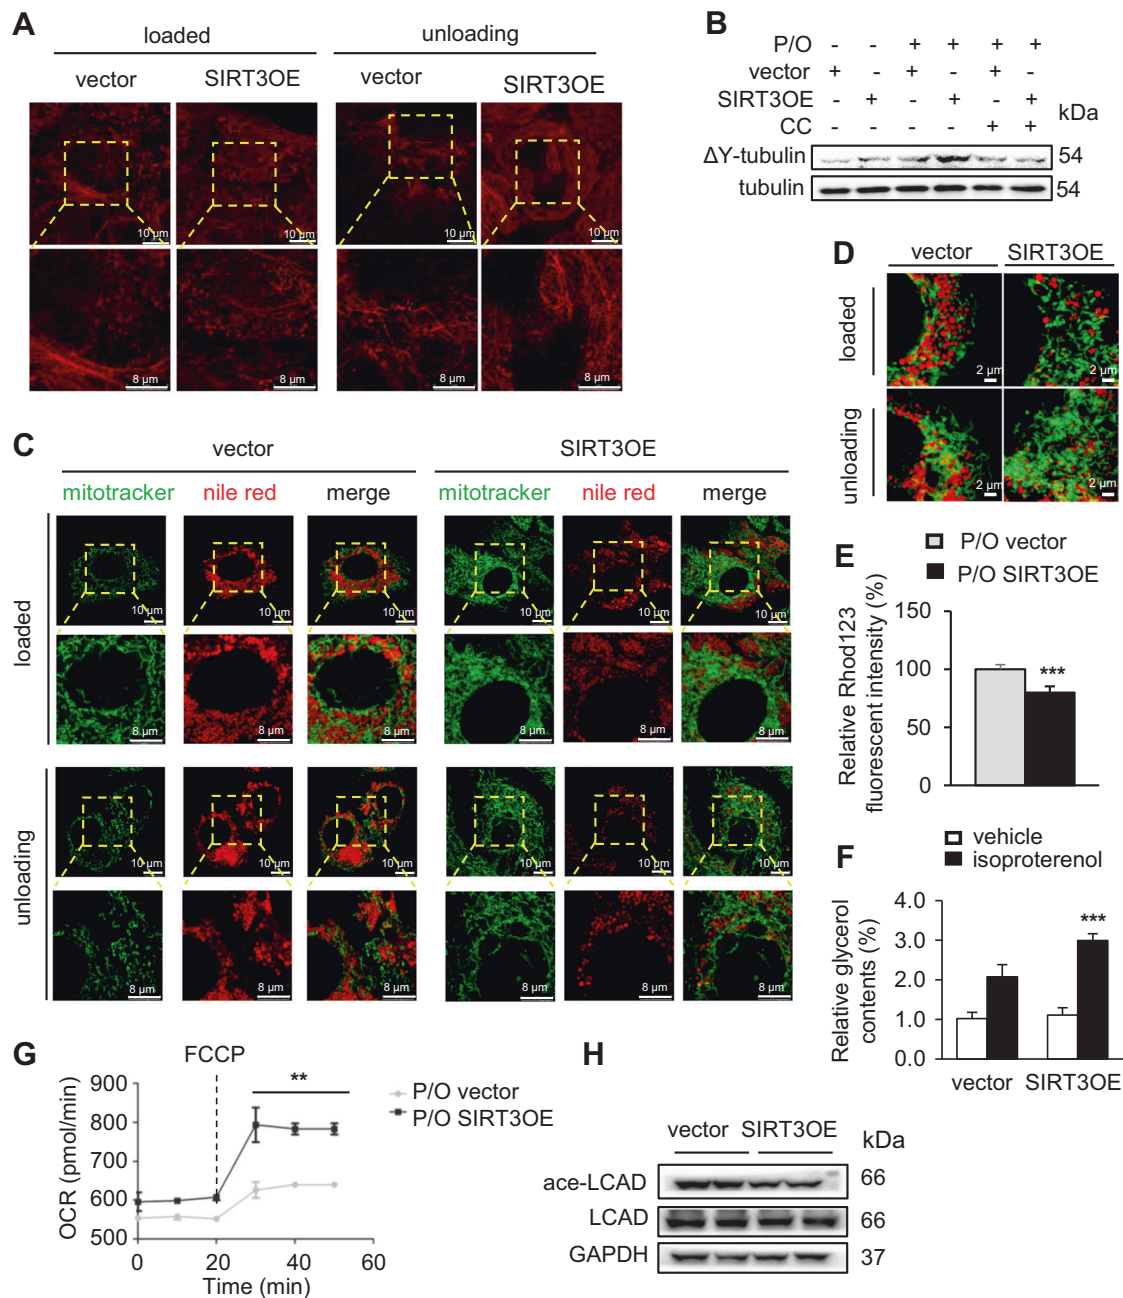 A
loaded
unloading
vector
SIRT3OE
vector
SIRT3OE
10 µm
10 µm
10 µm
10 µm
8 µm
8 µm
8 µm
8 µm
B
P/O - - + + + +
vector + - + - + -
SIRT3OE - + - + - +
CC - - - - + +
kDa
ΔY-tubulin 54
tubulin 54
D
vector SIRT3OE
loaded
2 µm 2 µm
unloading
2 µm 2 µm
C
vector
SIRT3OE
mitotracker nile red merge mitotracker nile red merge
loaded
10 µm 10 µm 10 µm 10 µm 10 µm 10 µm
8 µm 8 µm 8 µm 8 µm 8 µm 8 µm
unloading
10 µm 10 µm 10 µm 10 µm 10 µm 10 µm
8 µm 8 µm 8 µm 8 µm 8 µm 8 µm
E
P/O vector
P/O SIRT3OE
Relative Rhod123
fluorescent intensity (%)
150
100
50
0
***
F
vehicle
isoproterenol
Relative glycerol
contents (%)
4.0
3.0
2.0
1.0
0.0
***
vector SIRT3OE
G
FCCP
**
P/O vector
P/O SIRT3OE
OCR (pmol/min)
900
800
700
600
500
0 20 40 60
Time (min)
H
vector SIRT3OE
kDa
ace-LCAD 66
LCAD 66
GAPDH 37